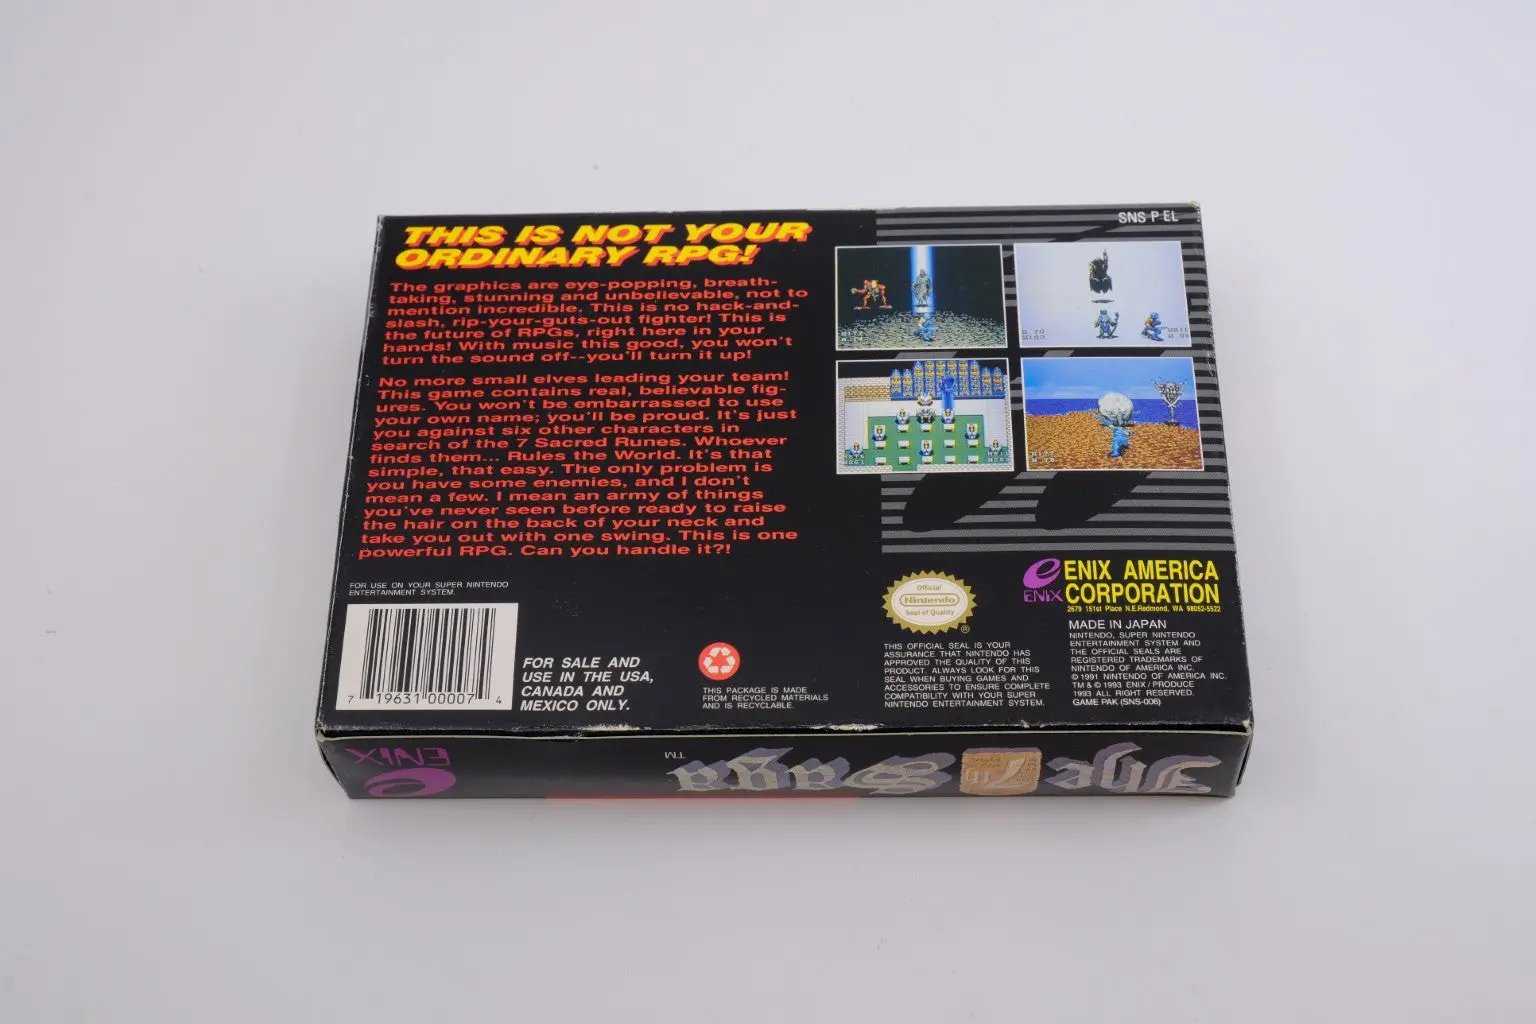 SNS P EL
THIS IS NOT YOUR
ORDINARY RPG!
The graphics are eye-popping, breath-
taking, stunning and unbelievable, not to
mention incredible. This is no hack-and-
slash, rip-your-guts-out fighter! This is
the future of RPGs, right here in your
hands! With music this good, you won't
turn the sound off--you'll turn it up!
No more small elves leading your team!
This game contains real, believable fig-
ures. You won't be embarrassed to use
your own name; you'll be proud. It's just
you against six other characters in
search of the 7 Sacred Runes. Whoever
finds them... Rules the World. It's that
simple, that easy. The only problem is
you have some enemies, and I don't
mean a few. I mean an army of things
you've never seen before ready to raise
the hair on the back of your neck and
take you out with one swing. This is one
powerful RPG. Can you handle it?!
FOR USE ON YOUR SUPER NINTENDO
ENTERTAINMENT SYSTEM.
7 19631 00007 4
FOR SALE AND
USE IN THE USA,
CANADA AND
MEXICO ONLY.
THIS PACKAGE IS MADE
FROM RECYCLED MATERIALS
AND IS RECYCLABLE.
Official
Nintendo
Seal of Quality
®
THIS OFFICIAL SEAL IS YOUR
ASSURANCE THAT NINTENDO HAS
APPROVED THE QUALITY OF THIS
PRODUCT. ALWAYS LOOK FOR THIS
SEAL WHEN BUYING GAMES AND
ACCESSORIES TO ENSURE COMPLETE
COMPATIBILITY WITH YOUR SUPER
NINTENDO ENTERTAINMENT SYSTEM.
ENIX
ENIX AMERICA
CORPORATION
2679 151st Place N.E. Redmond, WA 98052-5522
MADE IN JAPAN
NINTENDO, SUPER NINTENDO
ENTERTAINMENT SYSTEM AND
THE OFFICIAL SEALS ARE
REGISTERED TRADEMARKS OF
NINTENDO OF AMERICA INC.
© 1991 NINTENDO OF AMERICA INC.
TM & © 1993 ENIX / PRODUCE
1993 ALL RIGHT RESERVED.
GAME PAK (SNS-006)
The 7th Saga TM
ENIX